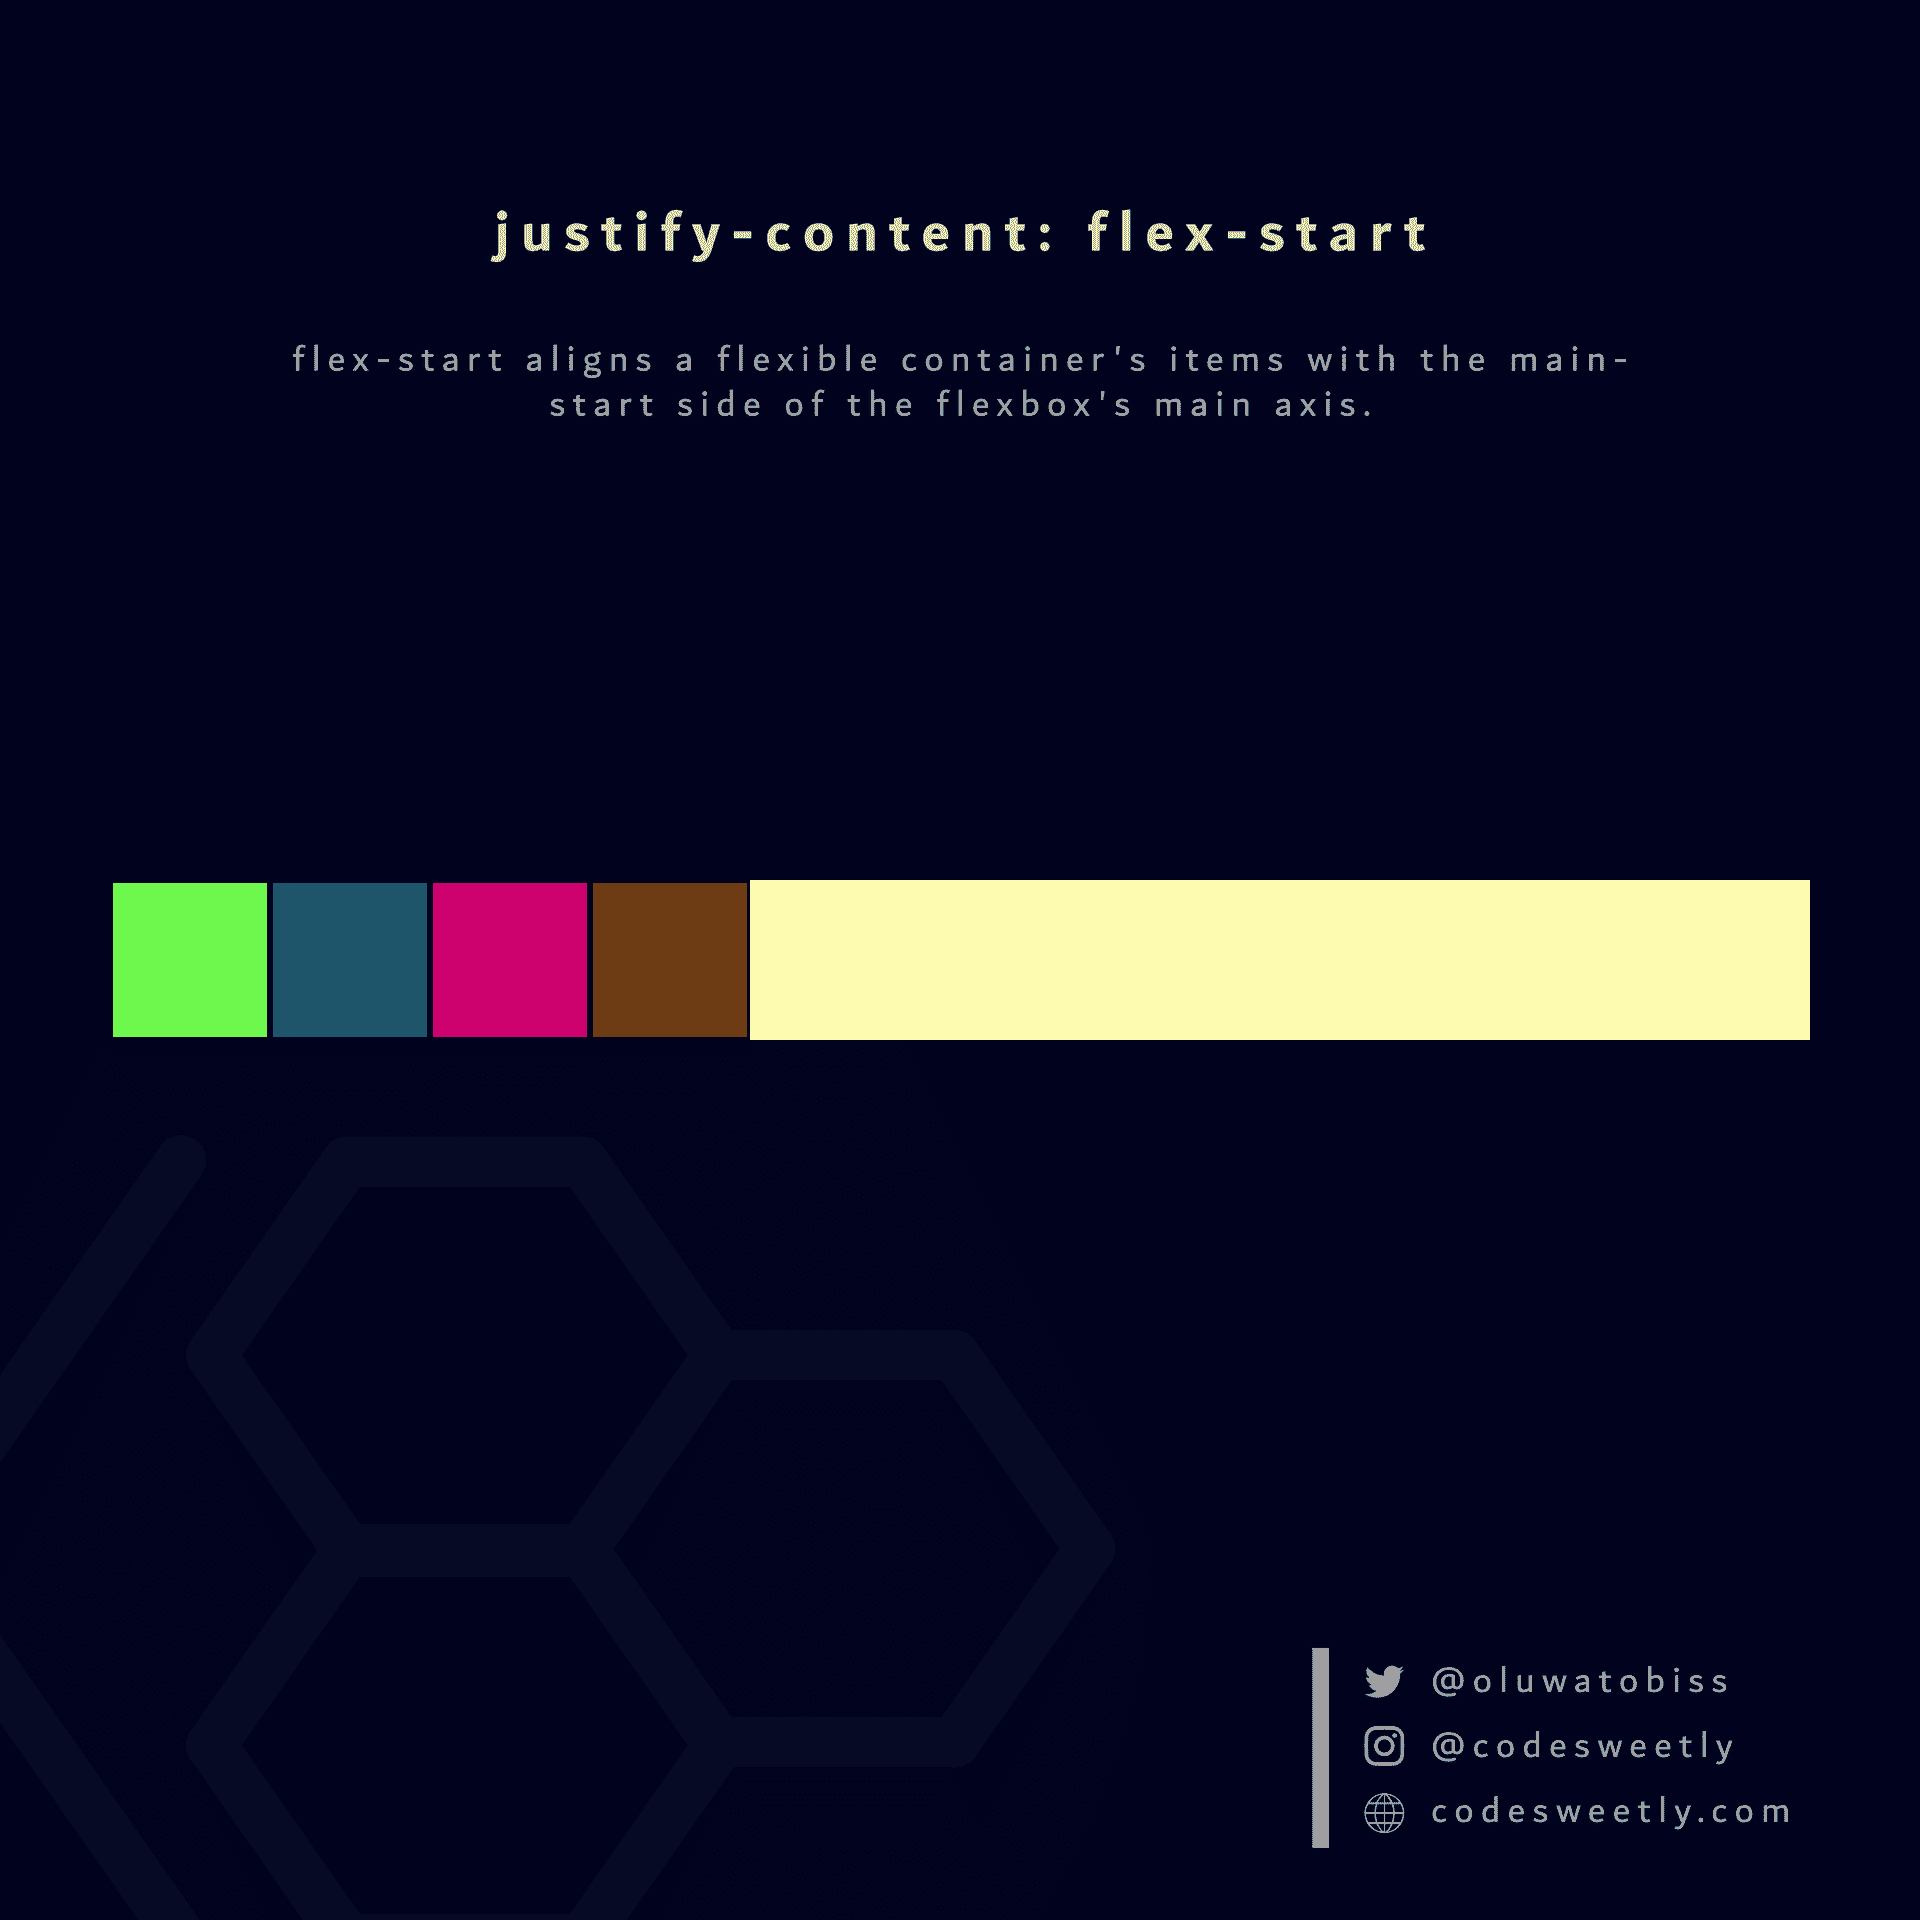 justify-content: flex-start
flex-start aligns a flexible container's items with the main-
start side of the flexbox's main axis.
@oluwatobiss
@codesweetly
codesweetly.com